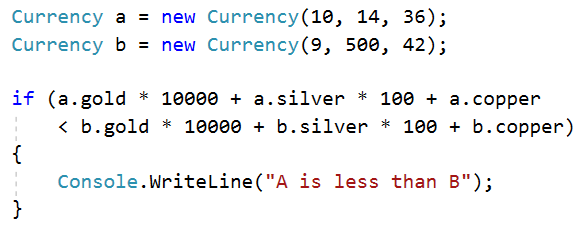 Currency a = new Currency(10, 14, 36);
Currency b = new Currency(9, 500, 42);
if (a.gold * 10000 + a.silver * 100 + a.copper
< b.gold * 10000 + b.silver * 100 + b.copper)
{
Console.WriteLine("A is less than B");
}